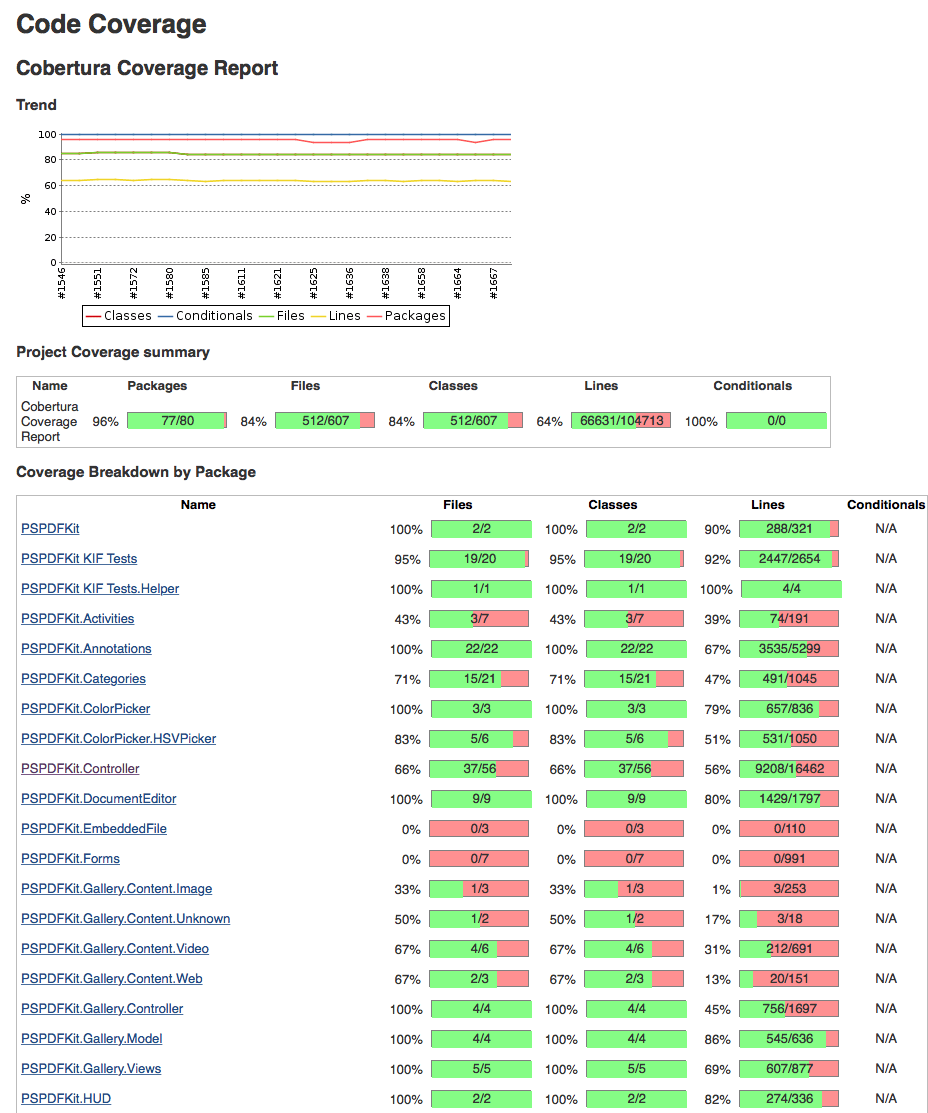 Code Coverage
Cobertura Coverage Report
Trend
100
80
60
40
20
0
%
#1546 #1551 #1572 #1580 #1585 #1611 #1621 #1625 #1636 #1638 #1658 #1664 #1667
Classes Conditionals Files Lines Packages
Project Coverage summary
Name Packages Files Classes Lines Conditionals
Cobertura Coverage Report 96% 77/80 84% 512/607 84% 512/607 64% 66631/104713 100% 0/0
Coverage Breakdown by Package
Name Files Classes Lines Conditionals
PSPDFKit 100% 2/2 100% 2/2 90% 288/321 N/A
PSPDFKit KIF Tests 95% 19/20 95% 19/20 92% 2447/2654 N/A
PSPDFKit KIF Tests.Helper 100% 1/1 100% 1/1 100% 4/4 N/A
PSPDFKit.Activities 43% 3/7 43% 3/7 39% 74/191 N/A
PSPDFKit.Annotations 100% 22/22 100% 22/22 67% 3535/5299 N/A
PSPDFKit.Categories 71% 15/21 71% 15/21 47% 491/1045 N/A
PSPDFKit.ColorPicker 100% 3/3 100% 3/3 79% 657/836 N/A
PSPDFKit.ColorPicker.HSVPicker 83% 5/6 83% 5/6 51% 531/1050 N/A
PSPDFKit.Controller 66% 37/56 66% 37/56 56% 9208/16462 N/A
PSPDFKit.DocumentEditor 100% 9/9 100% 9/9 80% 1429/1797 N/A
PSPDFKit.EmbeddedFile 0% 0/3 0% 0/3 0% 0/110 N/A
PSPDFKit.Forms 0% 0/7 0% 0/7 0% 0/991 N/A
PSPDFKit.Gallery.Content.Image 33% 1/3 33% 1/3 1% 3/253 N/A
PSPDFKit.Gallery.Content.Unknown 50% 1/2 50% 1/2 17% 3/18 N/A
PSPDFKit.Gallery.Content.Video 67% 4/6 67% 4/6 31% 212/691 N/A
PSPDFKit.Gallery.Content.Web 67% 2/3 67% 2/3 13% 20/151 N/A
PSPDFKit.Gallery.Controller 100% 4/4 100% 4/4 45% 756/1697 N/A
PSPDFKit.Gallery.Model 100% 4/4 100% 4/4 86% 545/636 N/A
PSPDFKit.Gallery.Views 100% 5/5 100% 5/5 69% 607/877 N/A
PSPDFKit.HUD 100% 2/2 100% 2/2 82% 274/336 N/A